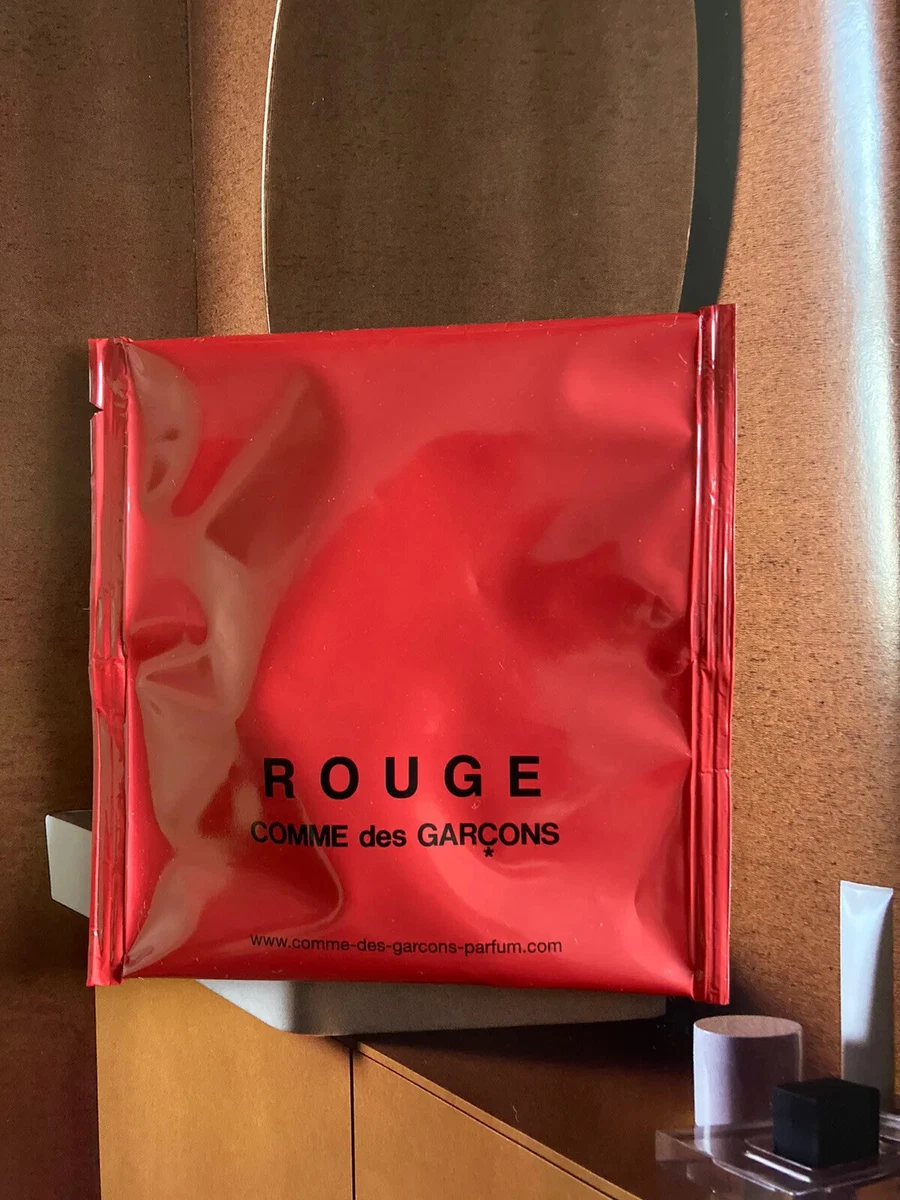 ROUGE
COMME des GARÇONS
*
www.comme-des-garcons-parfum.com